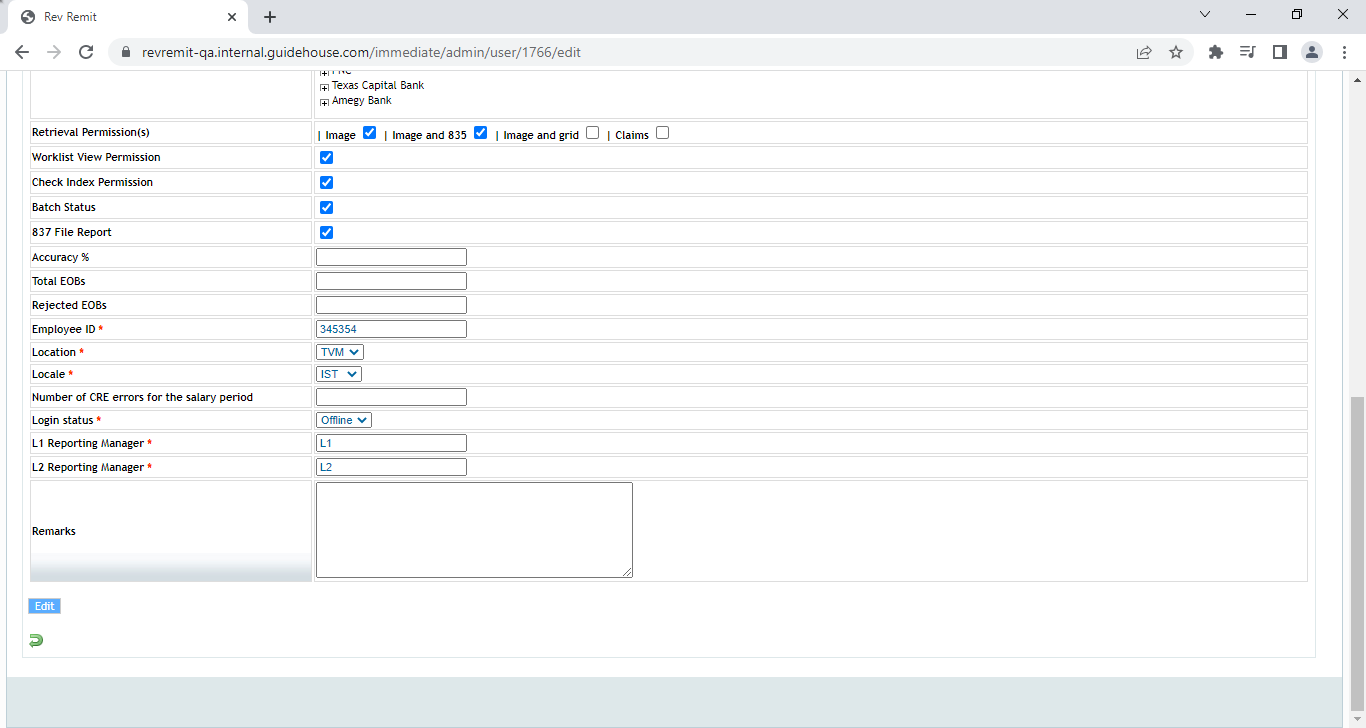 Rev Remit
revremit-qa.internal.guidehouse.com/immediate/admin/user/1766/edit
PNC
Texas Capital Bank
Amegy Bank
Retrieval Permission(s) | Image | Image and 835 | Image and grid | Claims
Worklist View Permission
Check Index Permission
Batch Status
837 File Report
Accuracy %
Total EOBs
Rejected EOBs
Employee ID * 345354
Location * TVM
Locale * IST
Number of CRE errors for the salary period
Login status * Offline
L1 Reporting Manager * L1
L2 Reporting Manager * L2
Remarks
Edit